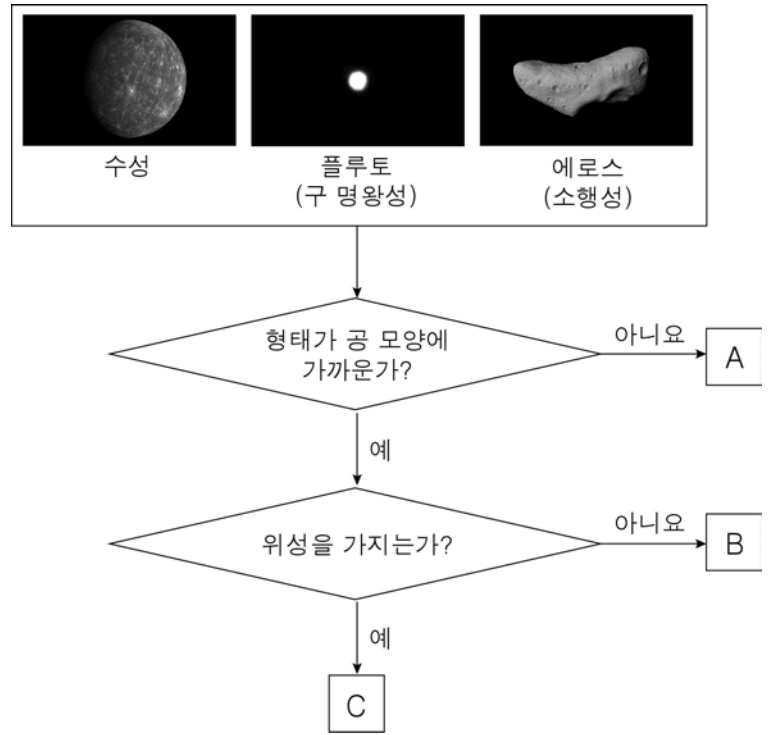 수성
플루토
(구 명왕성)
에로스
(소행성)
형태가 공 모양에
가까운가?
아니요
A
예
위성을 가지는가?
아니요
B
예
C